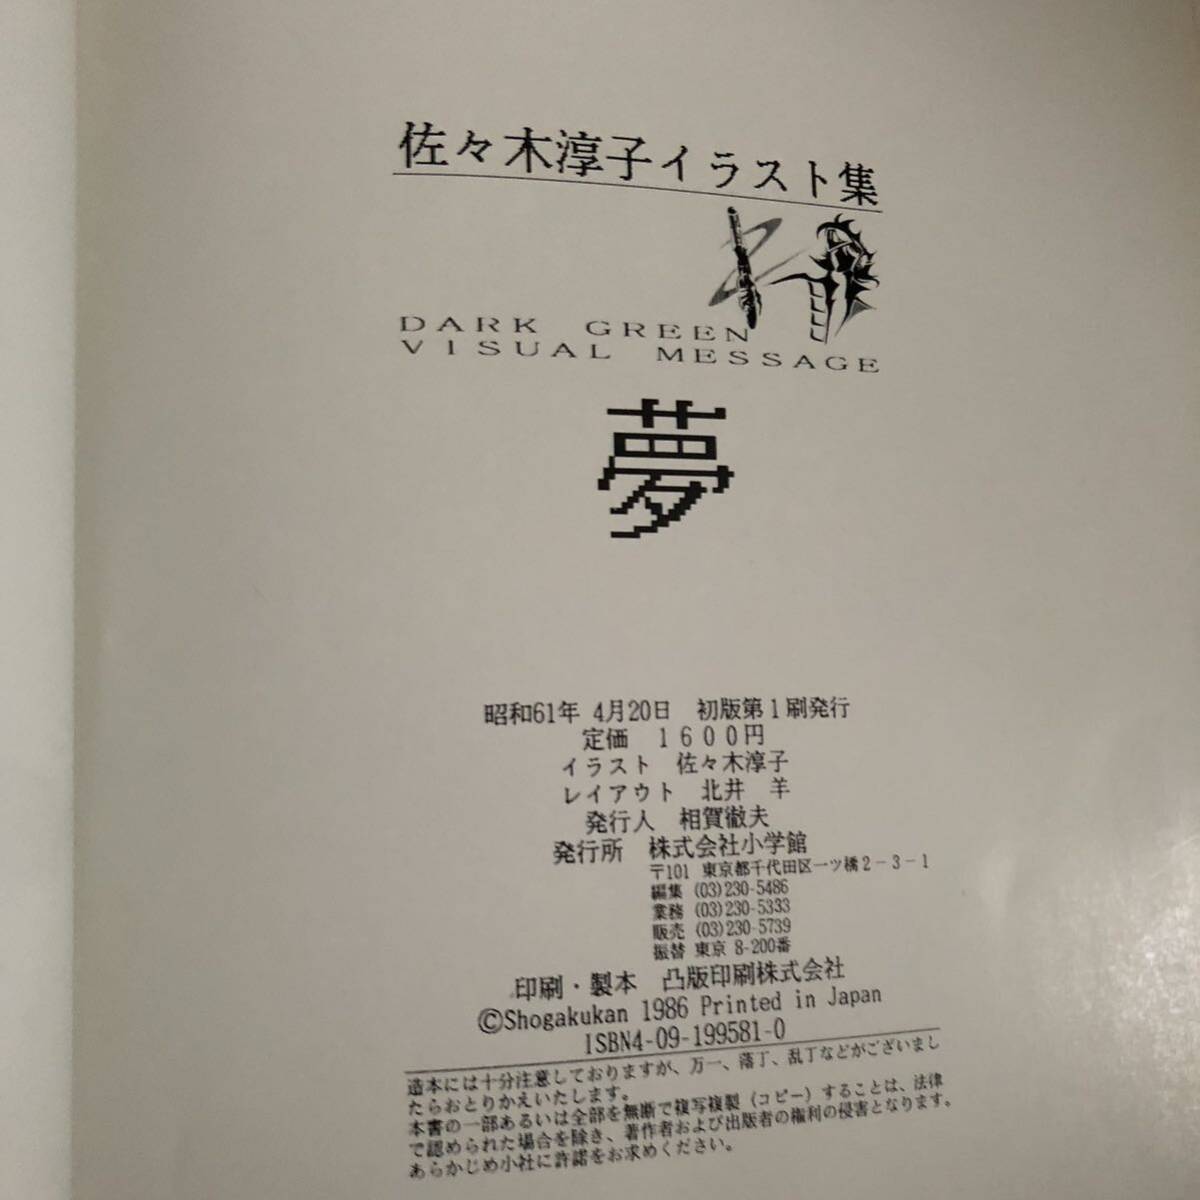 佐々木淳子イラスト集
DARK GREEN
VISUAL MESSAGE
夢
昭和61年 4月20日 初版第1刷発行
定価 1600円
イラスト 佐々木淳子
レイアウト 北井 羊
発行人 相賀徹夫
発行所 株式会社小学館
〒101 東京都千代田区一ツ橋2-3-1
編集 (03)230-5486
業務 (03)230-5333
販売 (03)230-5739
振替 東京 8-200番
印刷・製本 凸版印刷株式会社
©Shogakukan 1986 Printed in Japan
ISBN4-09-199581-0
造本には十分注意しておりますが、万一、落丁、乱丁などがございまし
たらおとりかえいたします。
本書の一部あるいは全部を無断で複写複製(コピー)することは、法律
で認められた場合を除き、著作者および出版者の権利の侵害となります。
あらかじめ小社に許諾をお求めください。